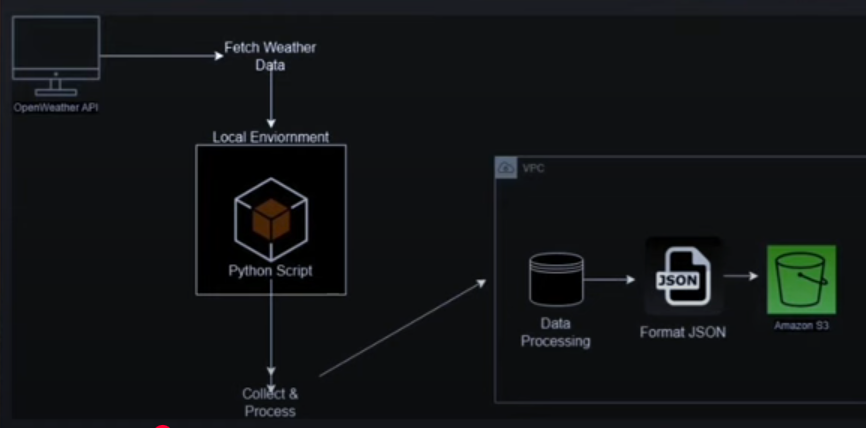 Fetch Weather
Data
OpenWeather API
Local Enviornment
Python Script
Collect &
Process
VPC
Data
Processing
JSON
Format JSON
Amazon S3